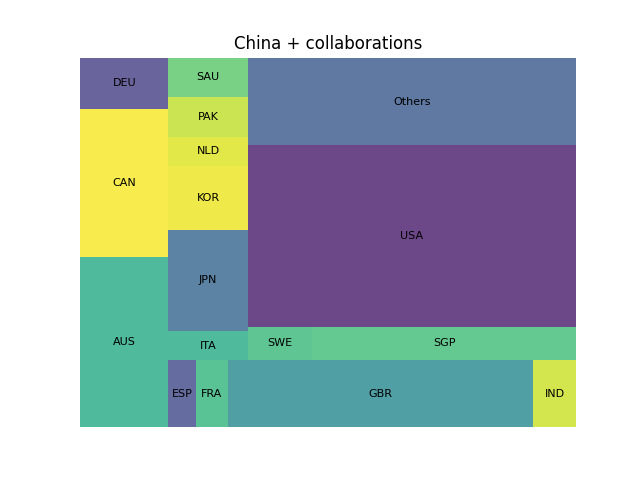 China + collaborations
DEU
SAU
Others
PAK
NLD
CAN
KOR
USA
JPN
AUS
ITA
SWE
SGP
ESP
FRA
GBR
IND